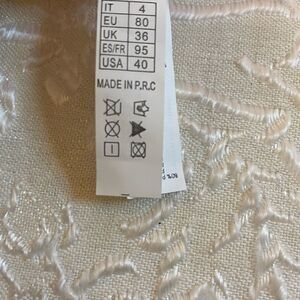 IT 4
EU 80
UK 36
ES/FR 95
USA 40
MADE IN P.R.C